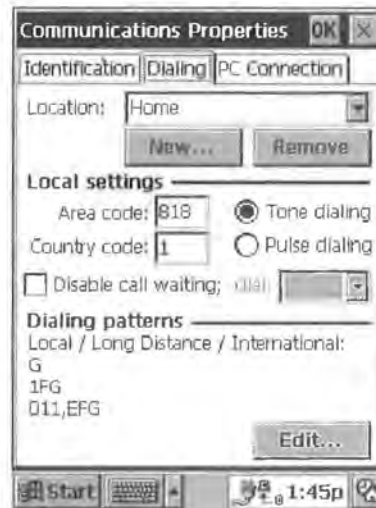 Communications Properties OK ×
Identification Dialing PC Connection
Location: Home
New... Remove
Local settings
Area code: 818 Tone dialing
Country code: 1 Pulse dialing
Disable call waiting; dial:
Dialing patterns
Local / Long Distance / International:
G
1FG
011,EFG
Edit...
Start 1:45p